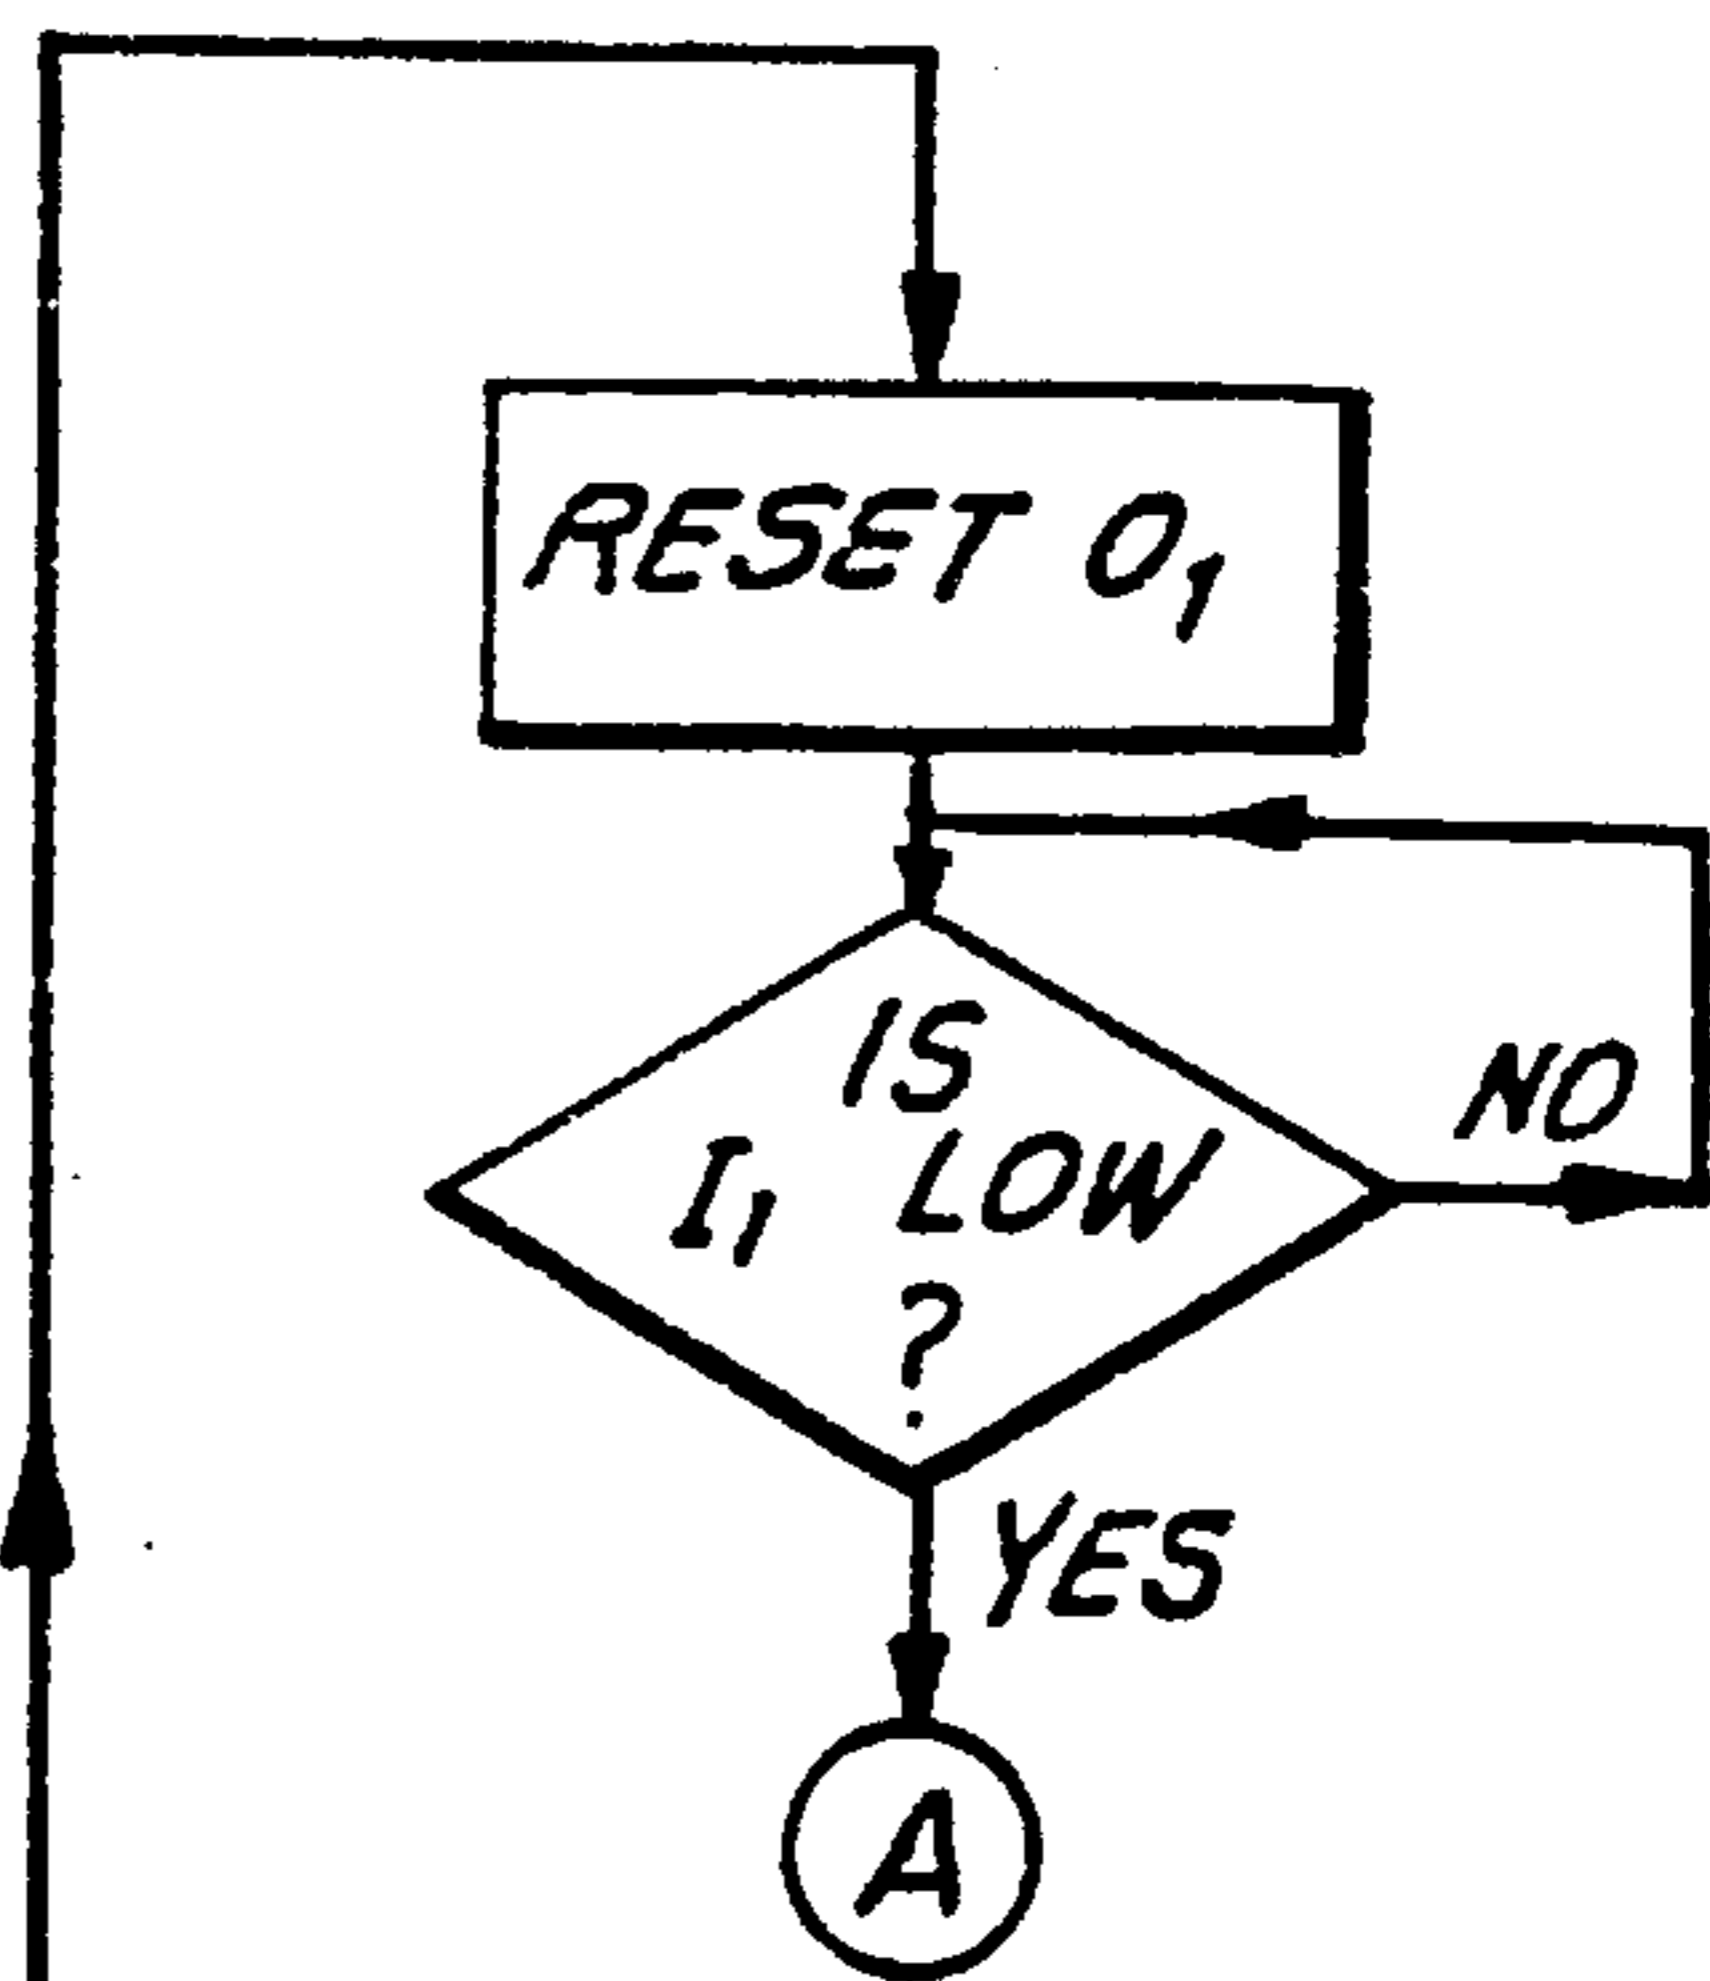 RESET O₁
IS
I₁ LOW
?
NO
YES
A